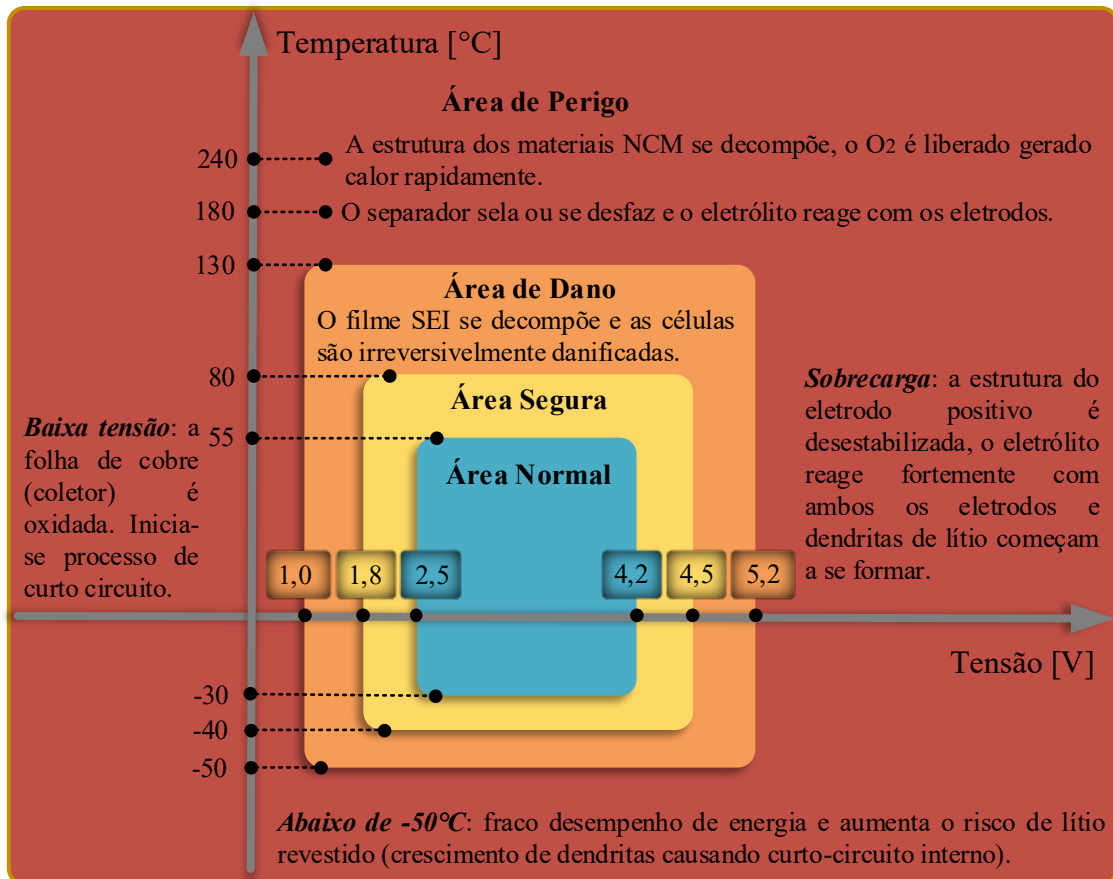 Temperatura [°C]
Área de Perigo
240
A estrutura dos materiais NCM se decompõe, o O2 é liberado gerado
calor rapidamente.
180
O separador sela ou se desfaz e o eletrólito reage com os eletrodos.
130
Área de Dano
O filme SEI se decompõe e as células
são irreversivelmente danificadas.
80
Área Segura
55
Área Normal
Baixa tensão: a
folha de cobre
(coletor) é
oxidada. Inicia-
se processo de
curto circuito.
Sobrecarga: a estrutura do
eletrodo positivo é
desestabilizada, o eletrólito
reage fortemente com
ambos os eletrodos e
dendritas de lítio começam
a se formar.
1,0 1,8 2,5 4,2 4,5 5,2
Tensão [V]
-30
-40
-50
Abaixo de -50°C: fraco desempenho de energia e aumenta o risco de lítio
revestido (crescimento de dendritas causando curto-circuito interno).